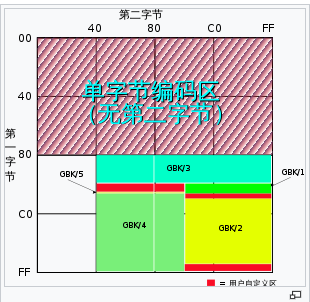 第二字节
40 80 C0 FF
00
单字节编码区
(无第二字节)
40
第一字节
80
GBK/3
GBK/5
GBK/1
C0
GBK/4
GBK/2
FF
= 用户自定义区